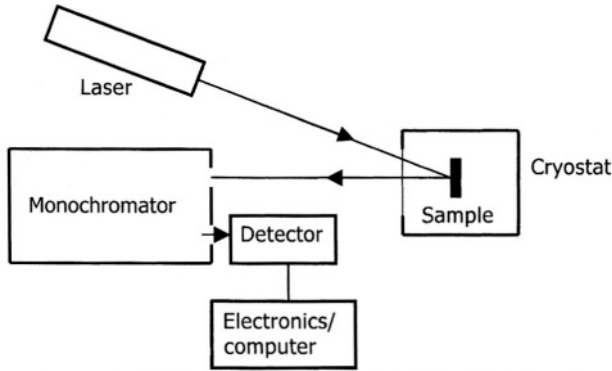 Laser
Cryostat
Monochromator
Sample
Detector
Electronics/
computer